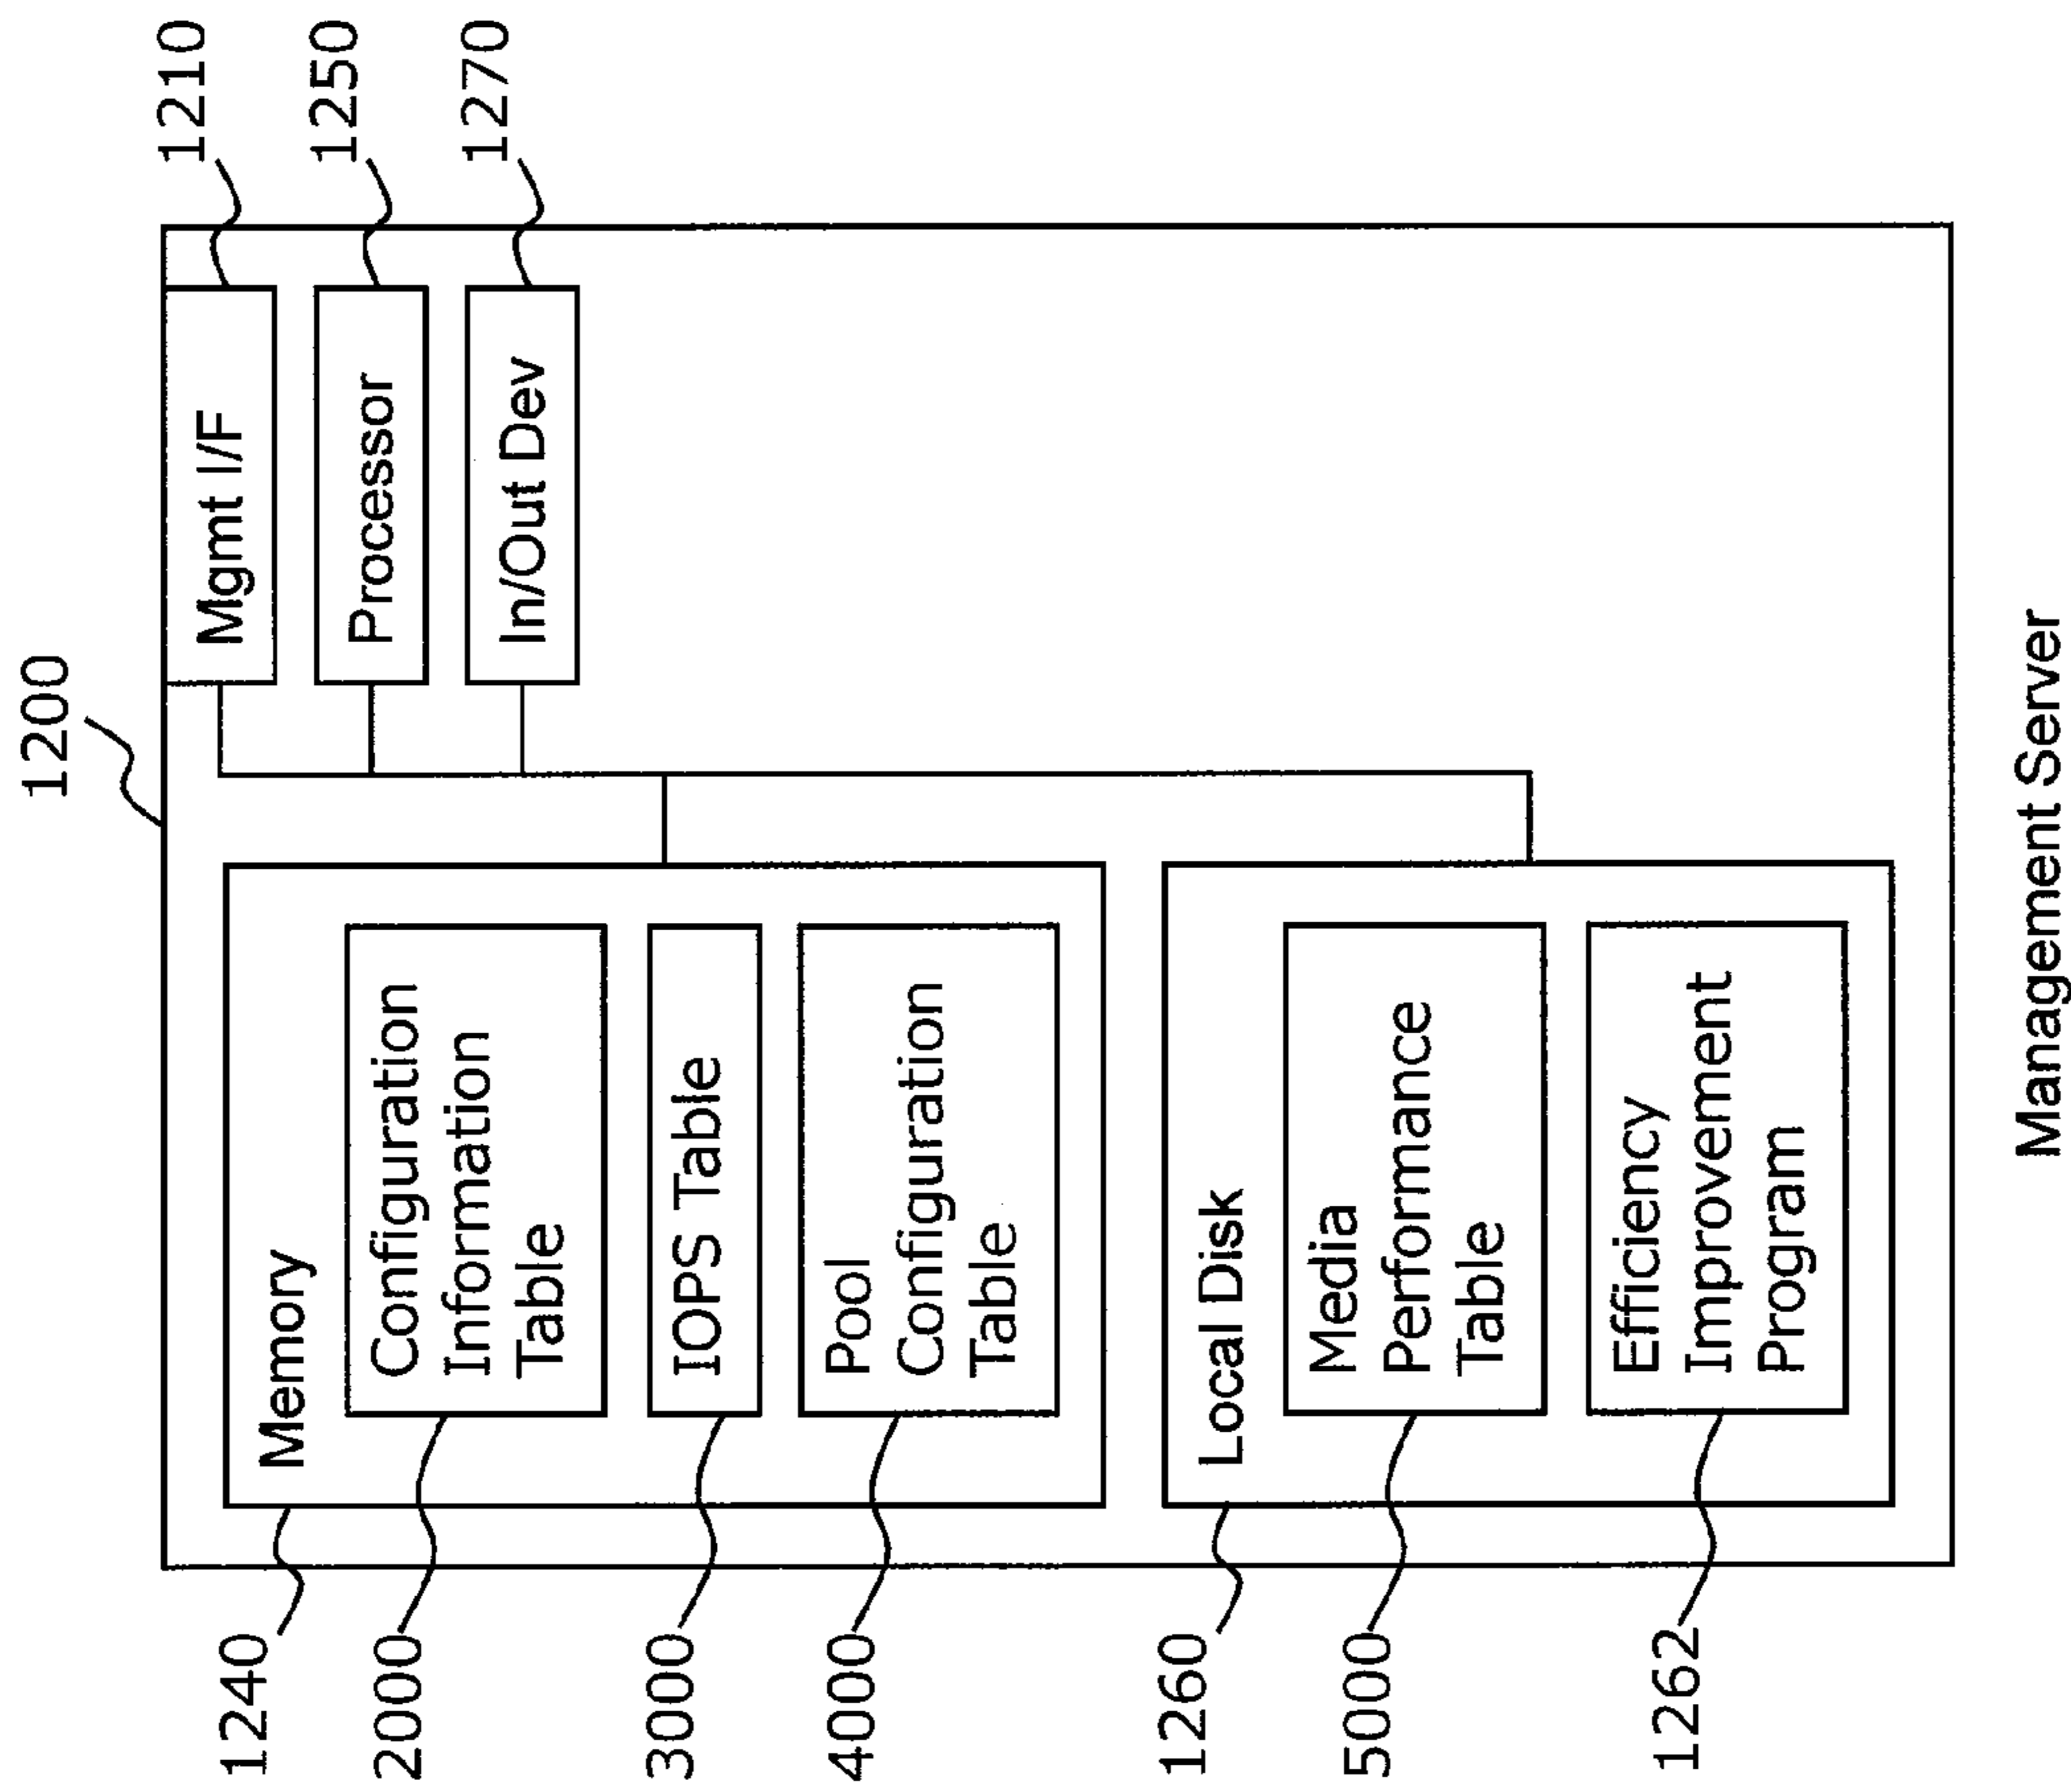 1200
1240
Memory
2000
Configuration
Information
Table
3000
IOPS Table
4000
Pool
Configuration
Table
1260
Local Disk
5000
Media
Performance
Table
1262
Efficiency
Improvement
Program
Mgmt I/F
1210
Processor
1250
In/Out Dev
1270
Management Server